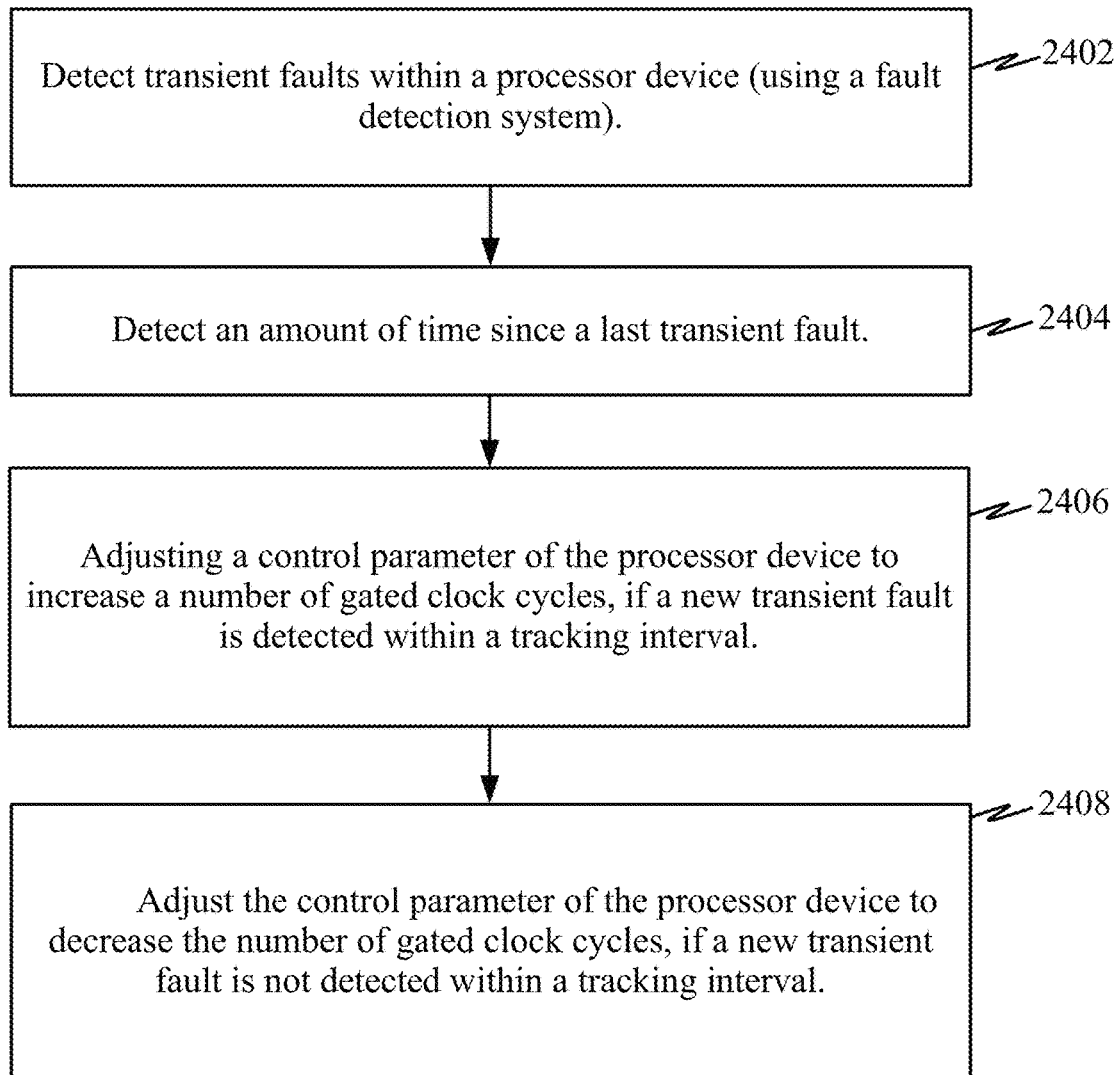 Detect transient faults within a processor device (using a fault
detection system).
2402
Detect an amount of time since a last transient fault.
2404
Adjusting a control parameter of the processor device to
increase a number of gated clock cycles, if a new transient fault
is detected within a tracking interval.
2406
Adjust the control parameter of the processor device to
decrease the number of gated clock cycles, if a new transient
fault is not detected within a tracking interval.
2408